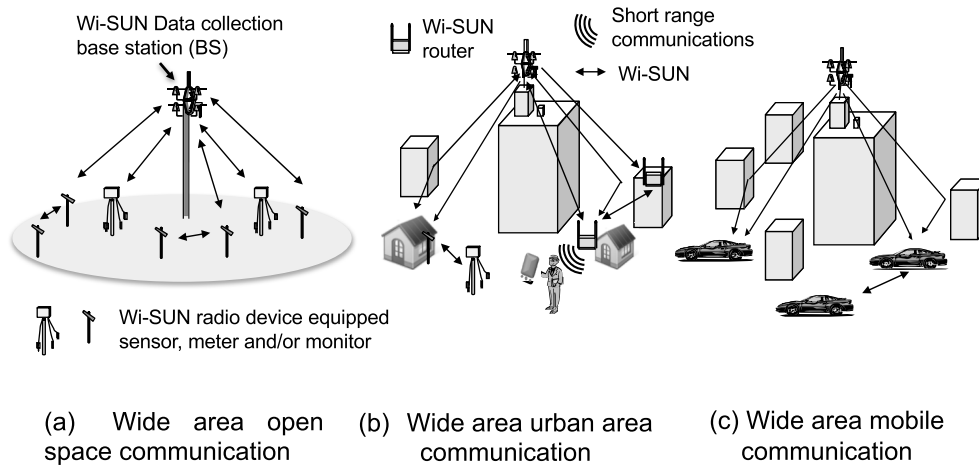 Wi-SUN Data collection
base station (BS)
Wi-SUN
router
Short range
communications
Wi-SUN
Wi-SUN radio device equipped
sensor, meter and/or monitor
(a) Wide area open
space communication
(b) Wide area urban area
communication
(c) Wide area mobile
communication